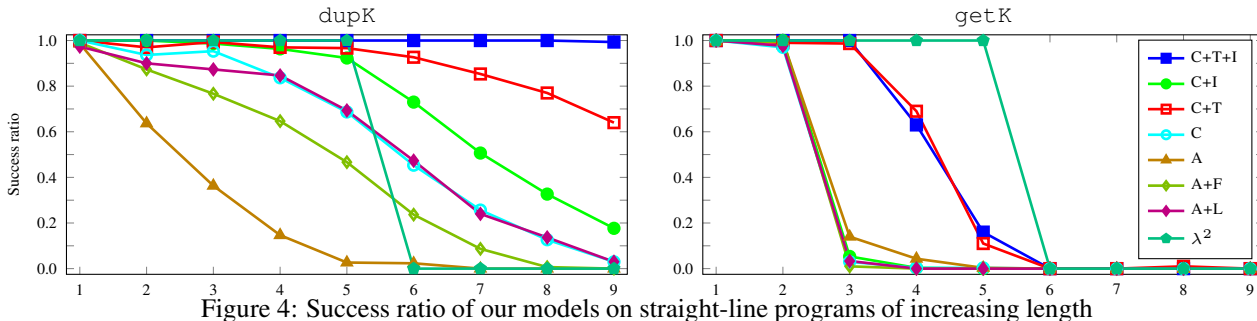 dupK
getK
Success ratio
1.0
0.8
0.6
0.4
0.2
0.0
1 2 3 4 5 6 7 8 9
1.0
0.8
0.6
0.4
0.2
0.0
1 2 3 4 5 6 7 8 9
C+T+I
C+I
C+T
C
A
A+F
A+L
λ²
Figure 4: Success ratio of our models on straight-line programs of increasing length